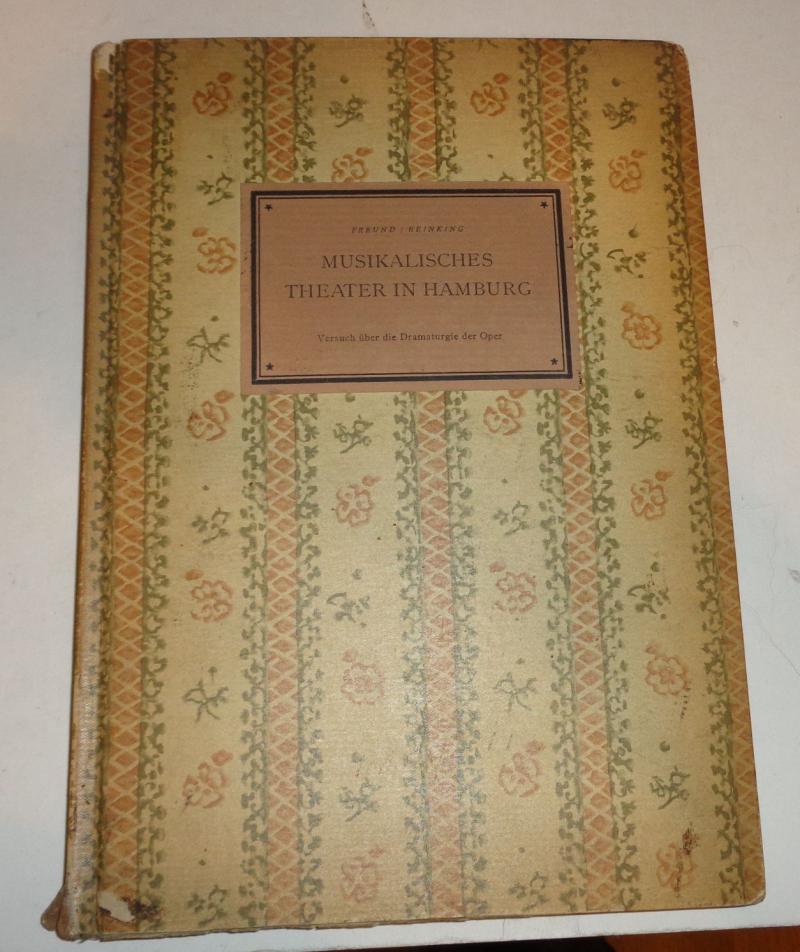 FREUND / REINKING
MUSIKALISCHES
THEATER IN HAMBURG
Versuch über die Dramaturgie der Oper